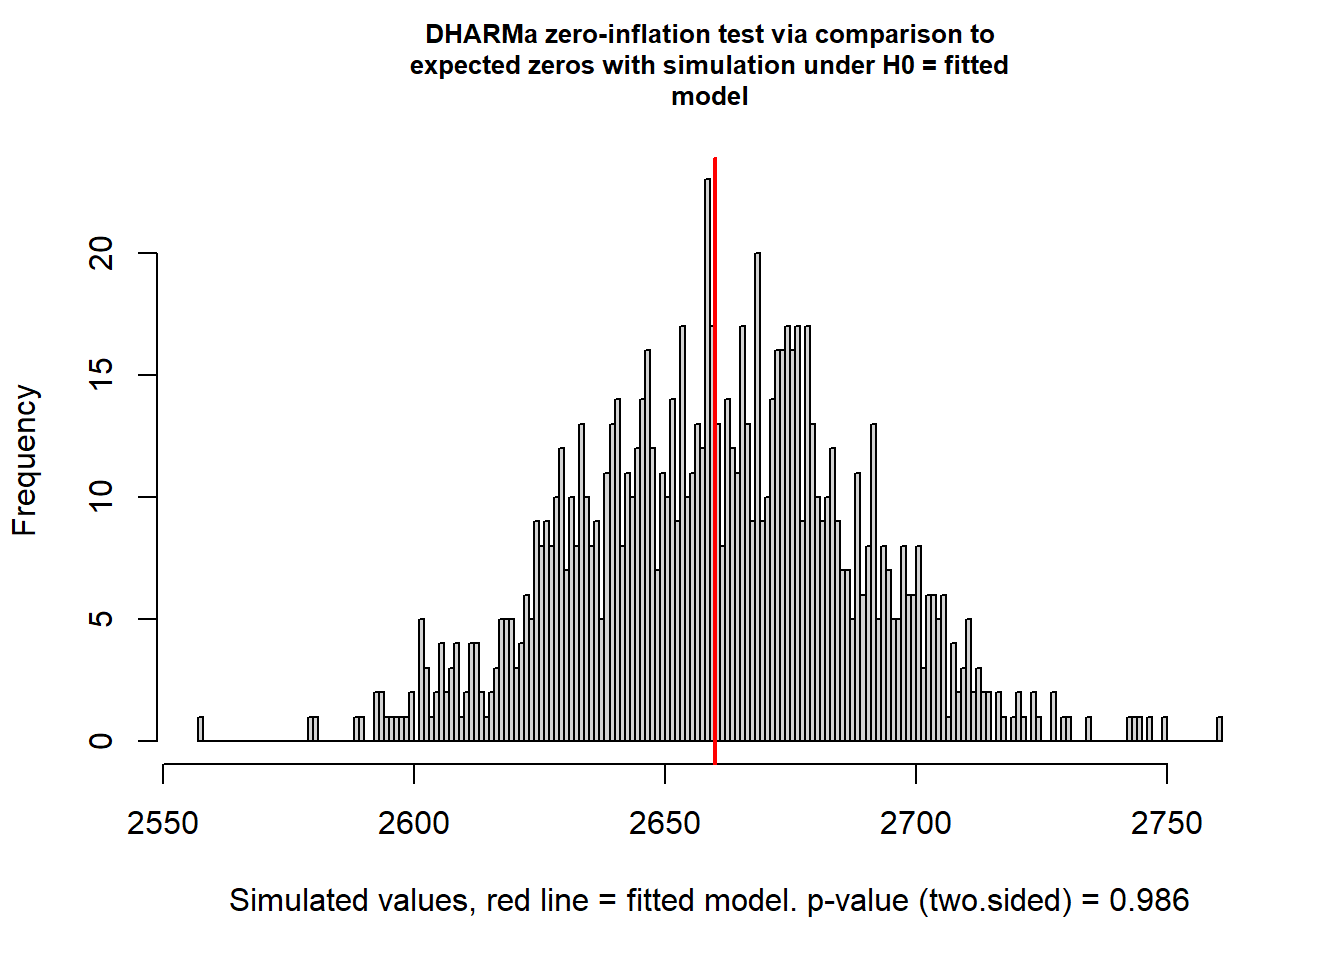 DHARMa zero-inflation test via comparison to
expected zeros with simulation under H0 = fitted
model
Frequency
20
15
10
5
0
2550 2600 2650 2700 2750
Simulated values, red line = fitted model. p-value (two.sided) = 0.986